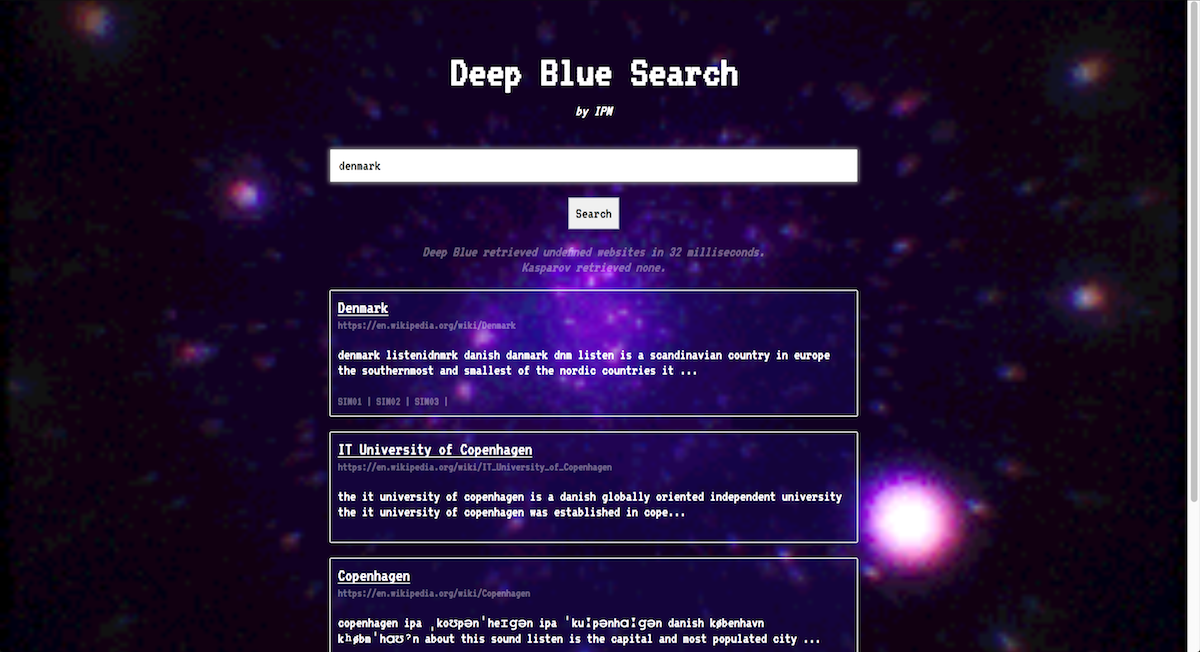 Deep Blue Search
by IPM
denmark
Search
Deep Blue retrieved undefined websites in 32 milliseconds.
Kasparov retrieved none.
Denmark
https://en.wikipedia.org/wiki/Denmark
denmark listenidnmrk danish danmark dnm listen is a scandinavian country in europe
the southernmost and smallest of the nordic countries it ...
SIM01 | SIM02 | SIM03 |
IT University of Copenhagen
https://en.wikipedia.org/wiki/IT_University_of_Copenhagen
the it university of copenhagen is a danish globally oriented independent university
the it university of copenhagen was established in cope...
Copenhagen
https://en.wikipedia.org/wiki/Copenhagen
copenhagen ipa ˌkoʊpənˈheɪɡən ipa ˈkuːpənhɑːɡən danish københavn
kʰøbmˈhɑʊˀn about this sound listen is the capital and most populated city ...